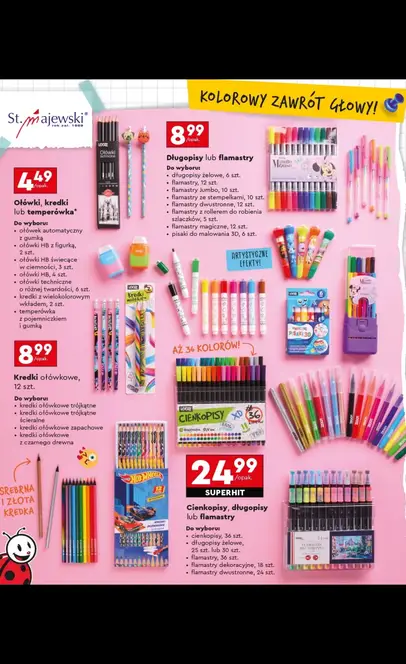 St. Majewski®
rok zał. 1893
KOLOROWY ZAWRÓT GŁOWY!
4 49
/opak.
Ołówki, kredki
lub temperówka*
Do wyboru:
• ołówek automatyczny
z gumką
• ołówki HB z figurką,
2 szt.
• ołówki HB świecące
w ciemności, 3 szt.
• ołówki HB, 4 szt.
• ołówki techniczne
o różnej twardości, 6 szt.
• kredki z wielokolorowym
wkładem, 2 szt.
• temperówka
z pojemniczkiem
i gumką
8 99
/opak.
Kredki ołówkowe,
12 szt.
Do wyboru:
• kredki ołówkowe trójkątne
• kredki ołówkowe trójkątne
ścieralne
• kredki ołówkowe zapachowe
• kredki ołówkowe
z czarnego drewna
SREBRNA
I ZŁOTA
KREDKA
8 99
/opak.
Długopisy lub flamastry
Do wyboru:
• długopisy żelowe, 6 szt.
• flamastry, 12 szt.
• flamastry Jumbo, 10 szt.
• flamastry ze stempelkami, 10 szt.
• flamastry dwustronne, 12 szt.
• flamastry z rollerem do robienia
szlaczków, 5 szt.
• flamastry magiczne, 12 szt.
• pisaki do malowania 3D, 6 szt.
ARTYSTYCZNE
EFEKTY!
AŻ 36 KOLORÓW!
CIENKOPISY
36
HOT WHEELS
24 99
/opak.
SUPERHIT
Cienkopisy, długopisy
lub flamastry
Do wyboru:
• cienkopisy, 36 szt.
• długopisy żelowe,
25 szt. lub 30 szt.
• flamastry, 36 szt.
• flamastry dekoracyjne, 18 szt.
• flamastry dwustronne, 24 szt.